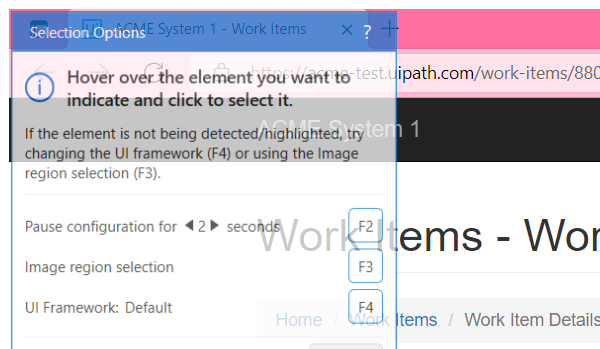 Selection Options
ACME System 1 - Work Items
?
Hover over the element you want to
indicate and click to select it.
If the element is not being detected/highlighted, try
changing the UI framework (F4) or using the Image
region selection (F3).
Pause configuration for 2 seconds F2
Image region selection F3
UI Framework: Default F4
https://acme-test.uipath.com/work-items/880
ACME System 1
Work Items - Wor
Home / Work Items / Work Item Details